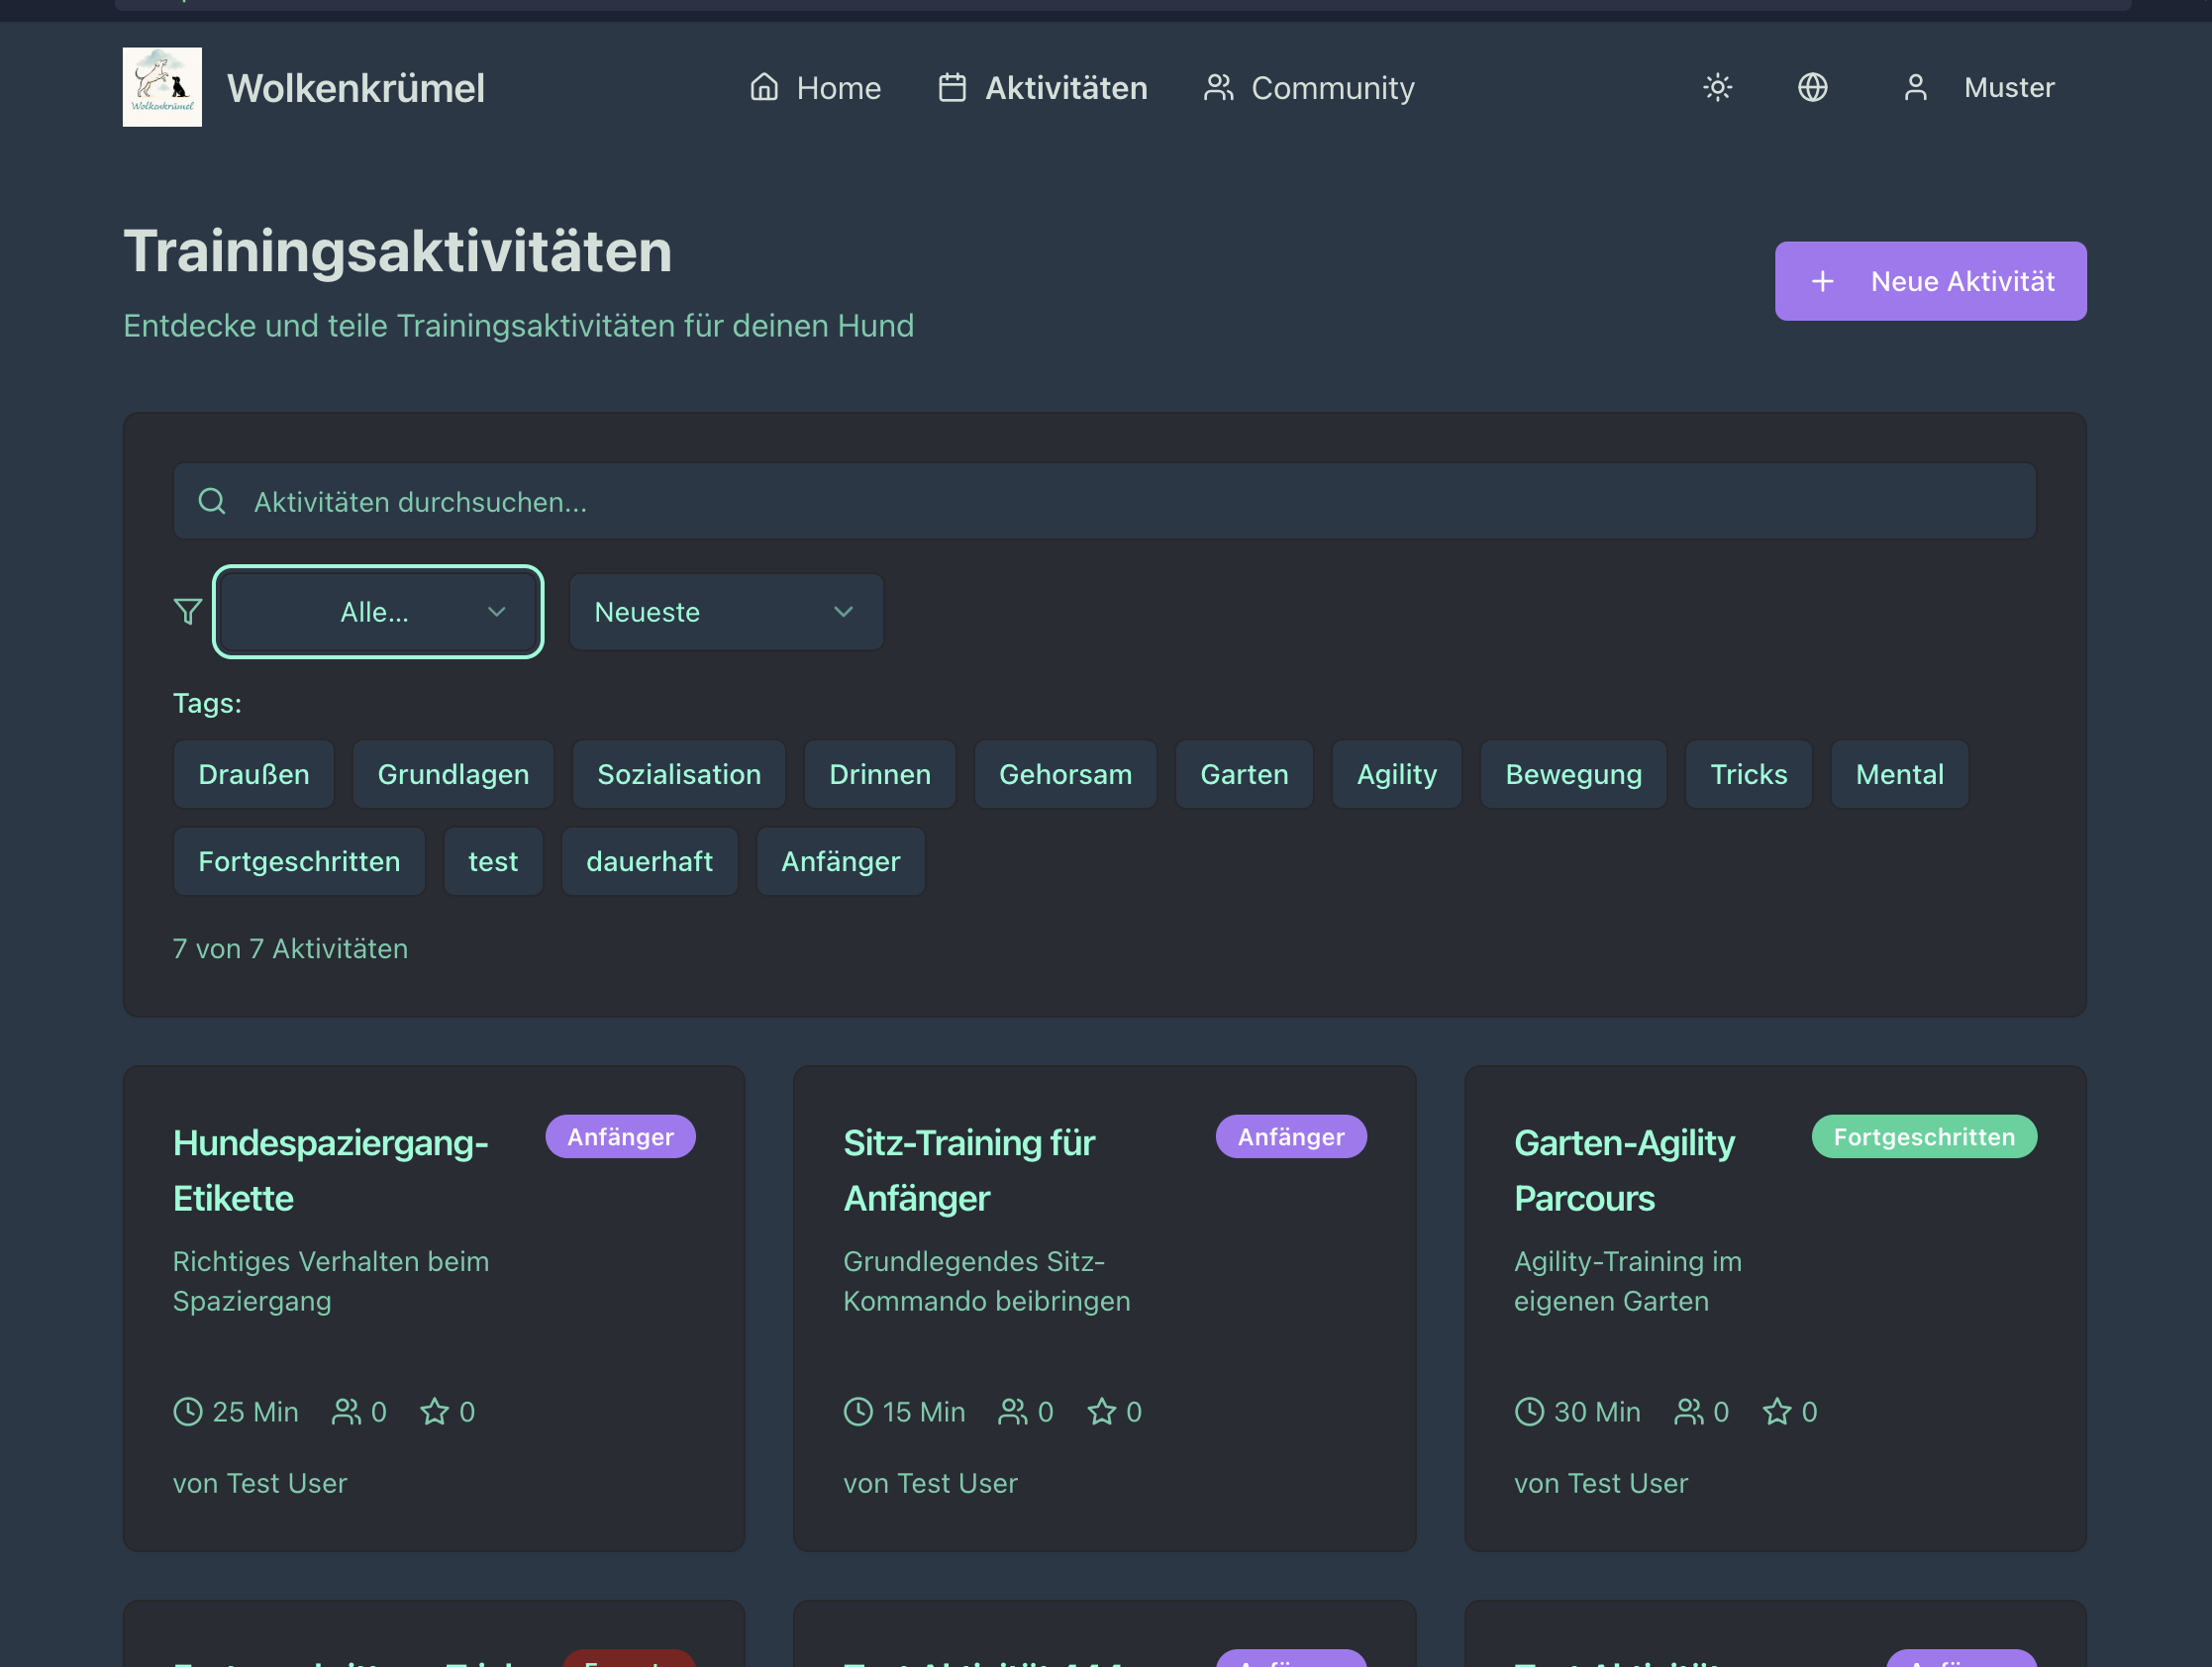 Wolkenkrümel
Wolkenkrümel
Home
Aktivitäten
Community
Muster
Trainingsaktivitäten
Neue Aktivität
Entdecke und teile Trainingsaktivitäten für deinen Hund
Aktivitäten durchsuchen...
Alle...
Neueste
Tags:
Draußen
Grundlagen
Sozialisation
Drinnen
Gehorsam
Garten
Agility
Bewegung
Tricks
Mental
Fortgeschritten
test
dauerhaft
Anfänger
7 von 7 Aktivitäten
Hundespaziergang-
Etikette
Anfänger
Richtiges Verhalten beim
Spaziergang
25 Min
0
0
von Test User
Sitz-Training für
Anfänger
Anfänger
Grundlegendes Sitz-
Kommando beibringen
15 Min
0
0
von Test User
Garten-Agility
Parcours
Fortgeschritten
Agility-Training im
eigenen Garten
30 Min
0
0
von Test User